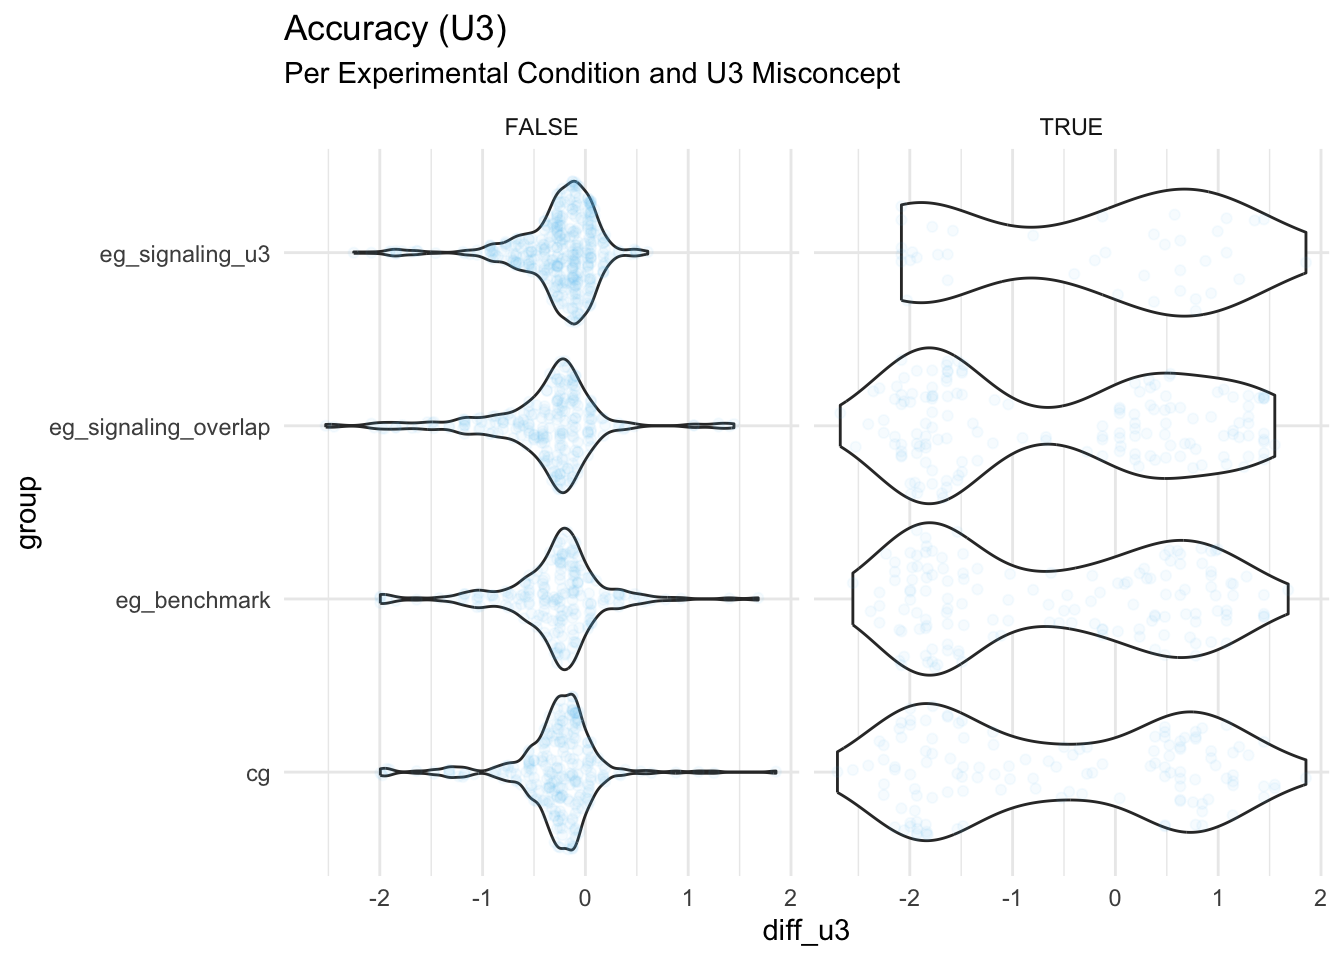 Accuracy (U3)
Per Experimental Condition and U3 Misconcept
FALSE
TRUE
eg_signaling_u3
eg_signaling_overlap
eg_benchmark
cg
group
-2 -1 0 1 2
-2 -1 0 1 2
diff_u3